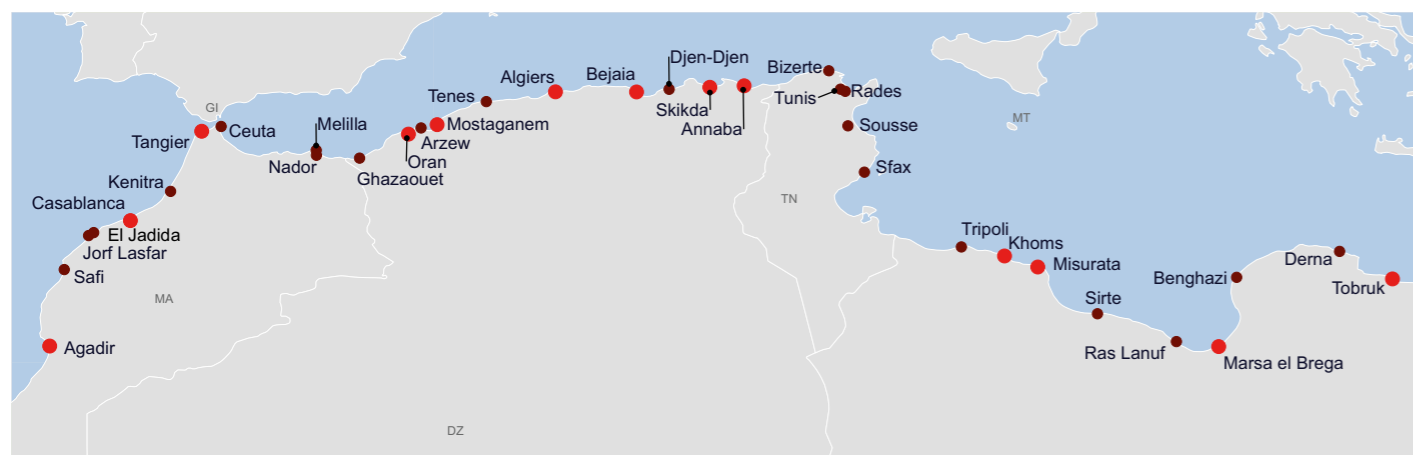 Djen-Djen
Bizerte
Algiers
Bejaia
Tenes
Tunis
Rades
Skikda
GI
Melilla
Mostaganem
MT
Ceuta
Sousse
Annaba
Tangier
Arzew
Oran
Nador
Ghazaouet
Sfax
Kenitra
TN
Casablanca
El Jadida
Tripoli
Khoms
Jorf Lasfar
Derna
Misurata
Safi
Benghazi
Tobruk
MA
Sirte
Agadir
Ras Lanuf
Marsa el Brega
DZ